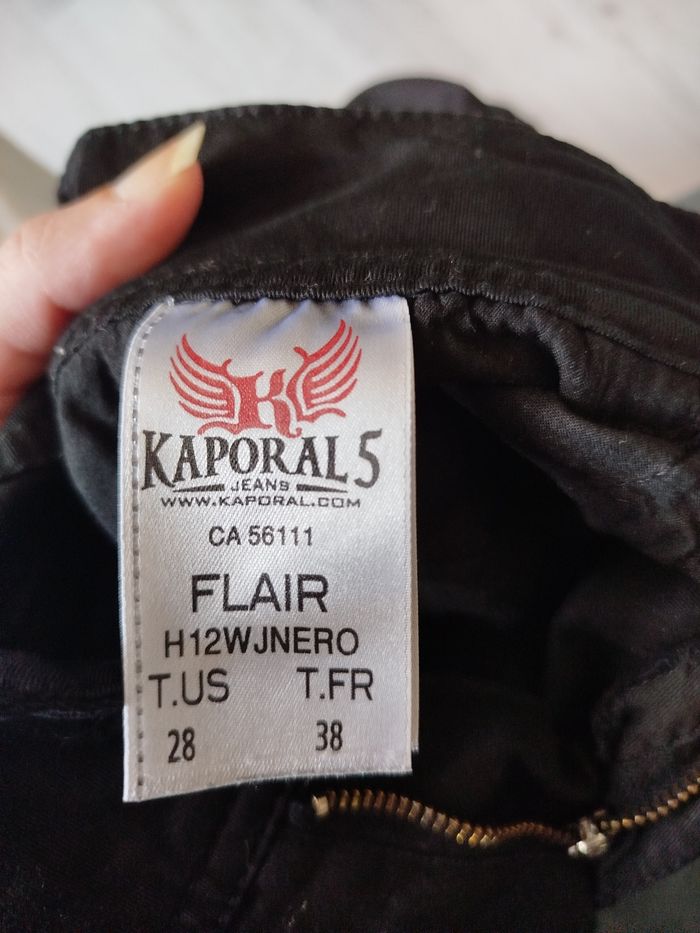 K
KAPORAL 5
JEANS
WWW.KAPORAL.COM
CA 56111
FLAIR
H12WJNERO
T.US T.FR
28 38